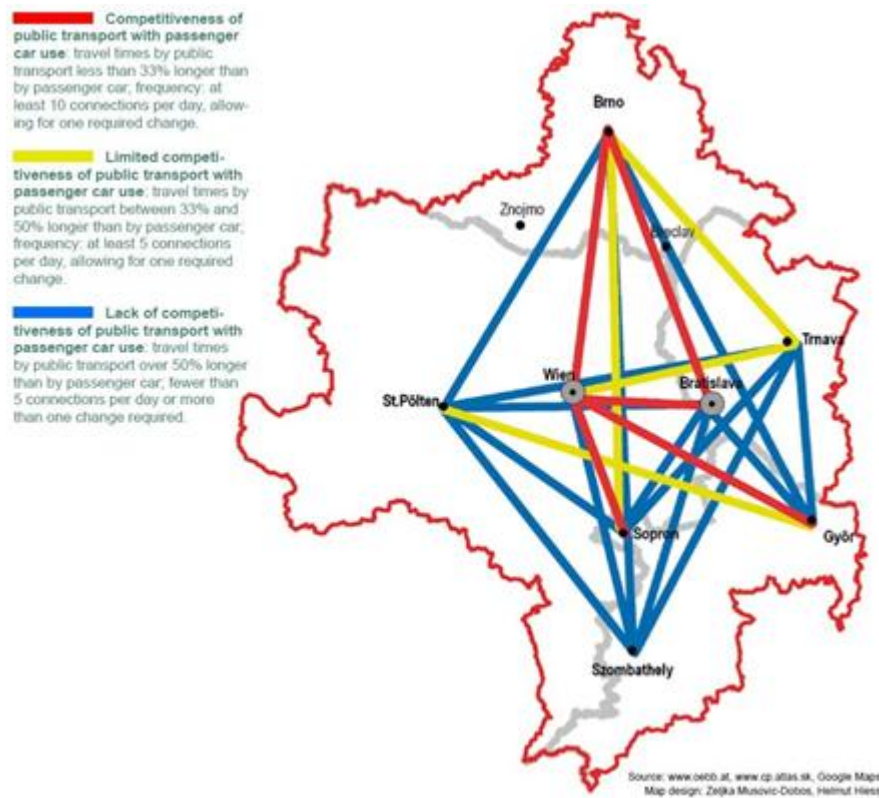 Competitiveness of
public transport with passenger
car use: travel times by public
transport less than 33% longer than
by passenger car; frequency: at
least 10 connections per day, allow-
ing for one required change.
Limited competi-
tiveness of public transport with
passenger car use: travel times by
public transport between 33% and
50% longer than by passenger car;
frequency: at least 5 connections
per day, allowing for one required
change.
Lack of competi-
tiveness of public transport with
passenger car use: travel times
by public transport over 50% longer
than by passenger car; fewer than
5 connections per day or more
than one change required.
Brno
Znojmo
Breclav
Trnava
Wien
Bratislava
St.Pölten
Sopron
Györ
Szombathely
Source: www.oebb.at, www.cp.atlas.sk, Google Maps
Map design: Zeljka Musovic-Dobos, Helmut Hiess